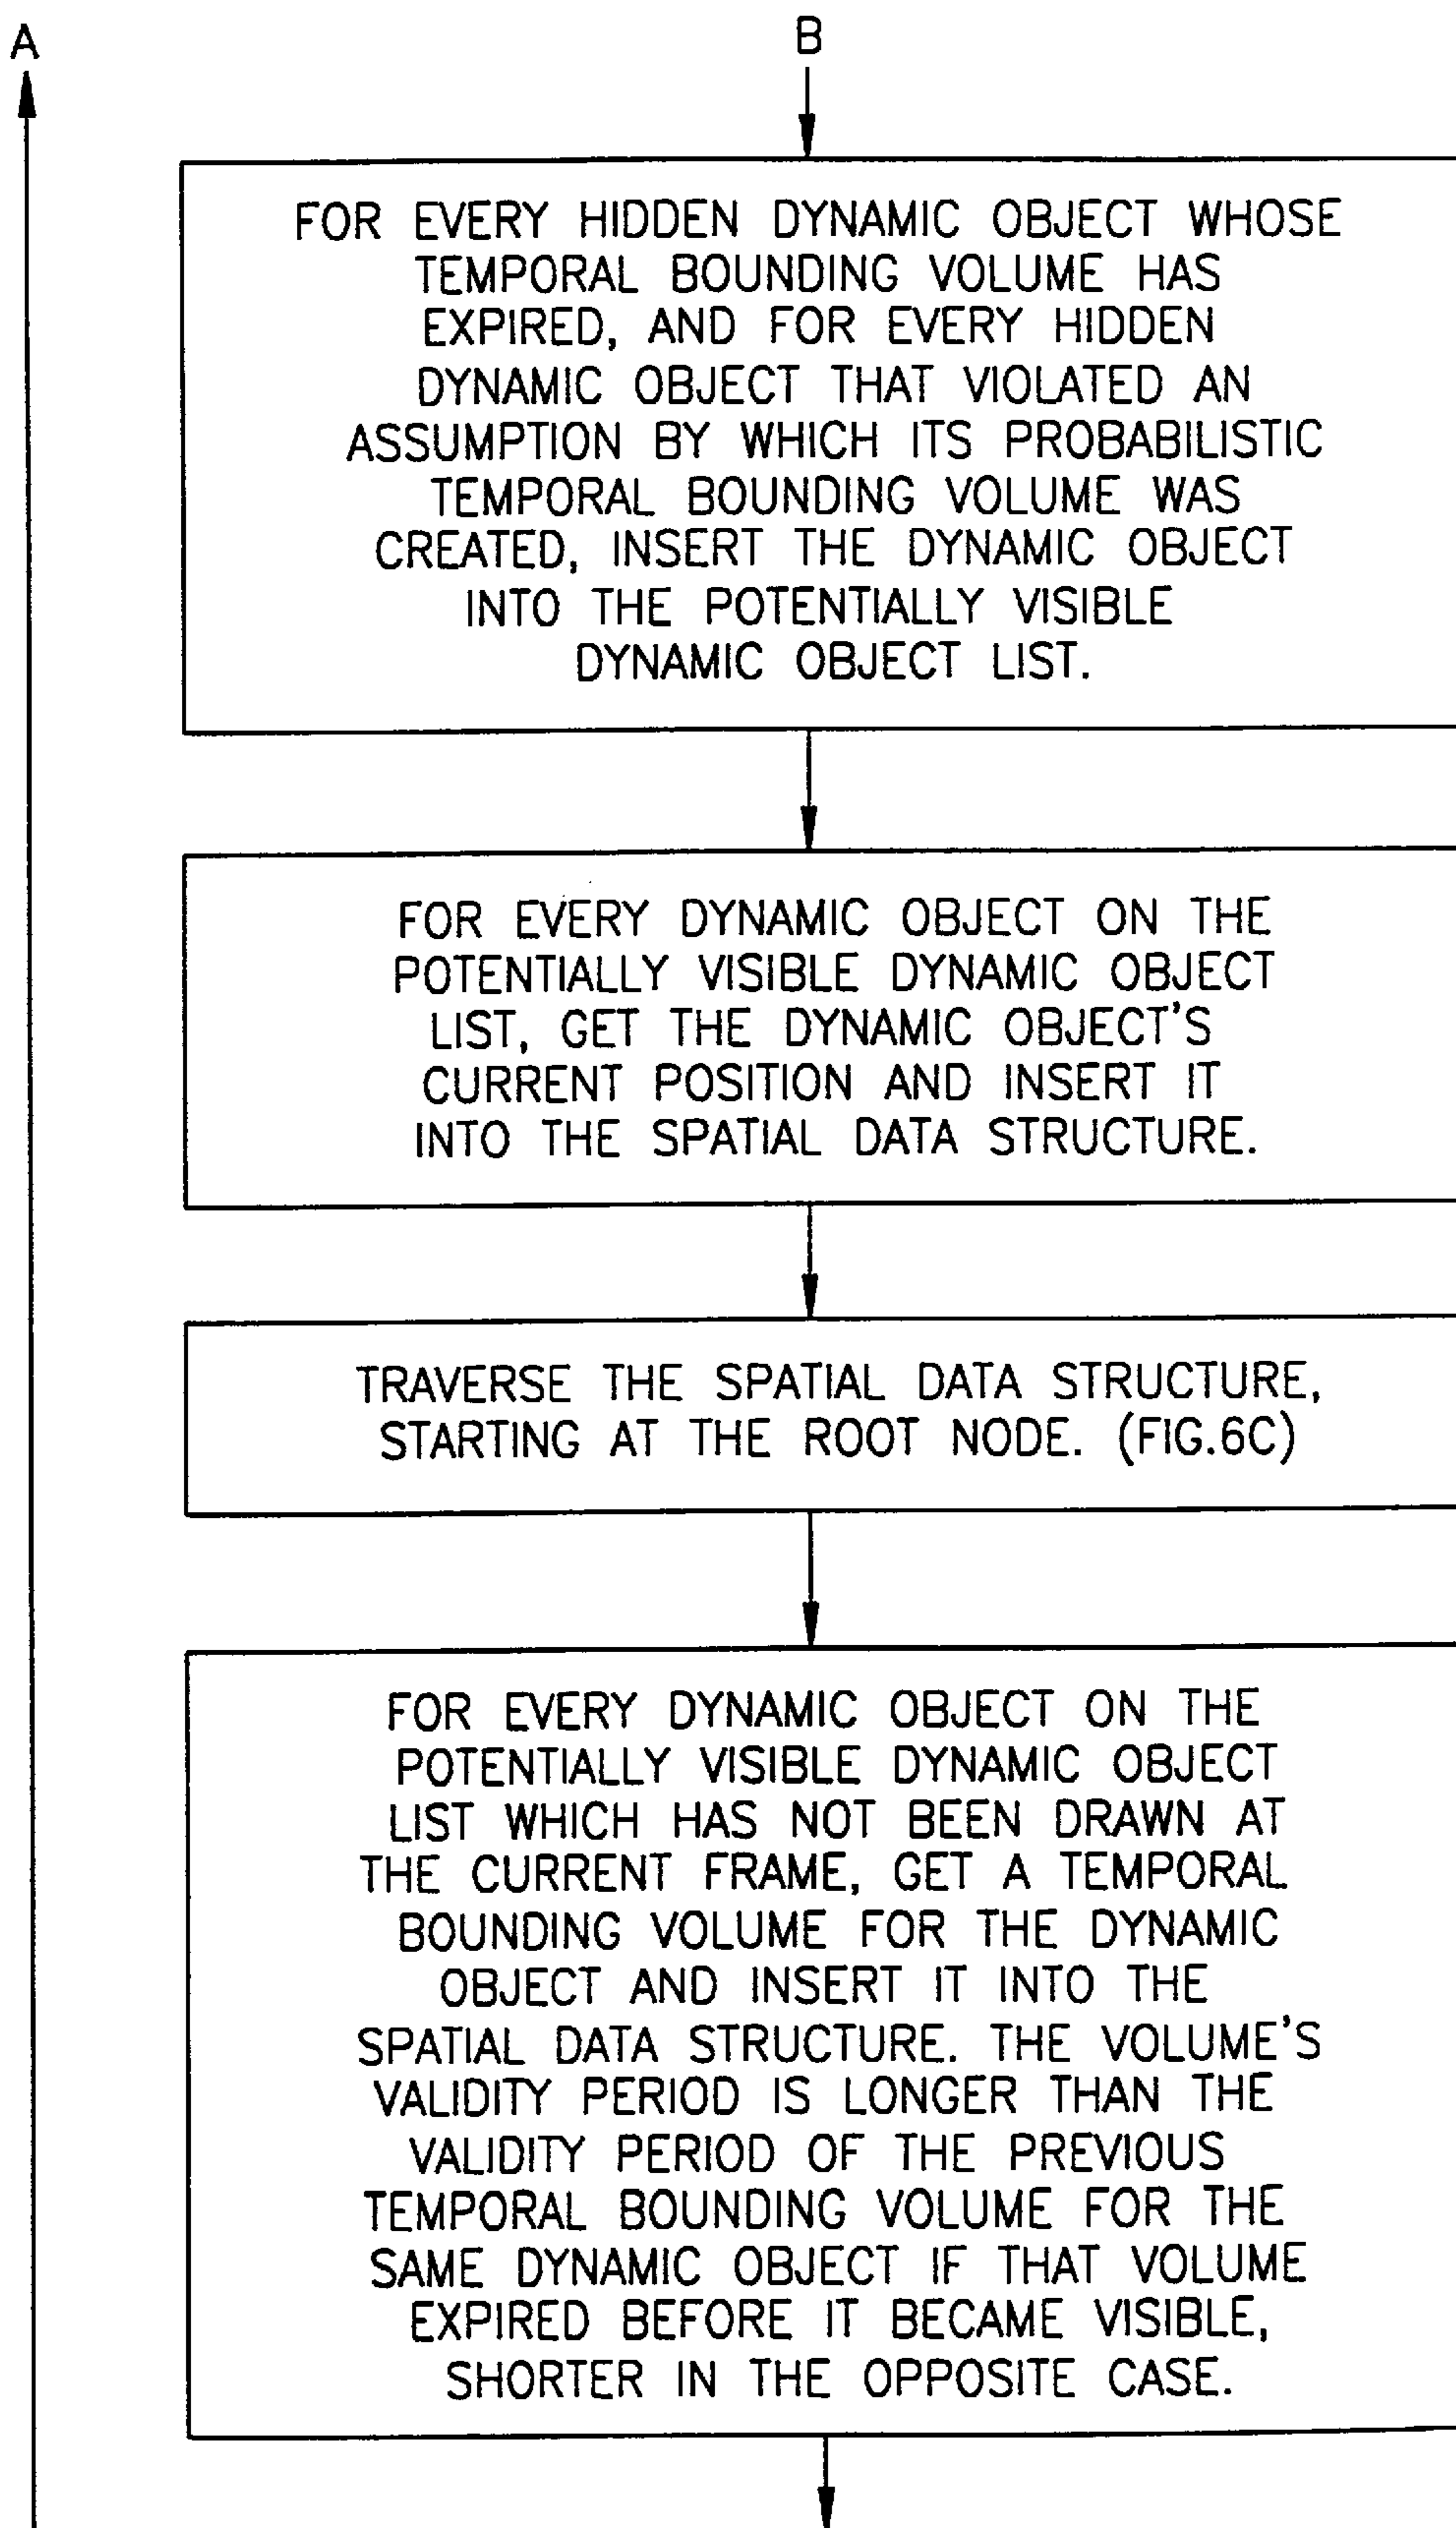 A
B
FOR EVERY HIDDEN DYNAMIC OBJECT WHOSE
TEMPORAL BOUNDING VOLUME HAS
EXPIRED, AND FOR EVERY HIDDEN
DYNAMIC OBJECT THAT VIOLATED AN
ASSUMPTION BY WHICH ITS PROBABILISTIC
TEMPORAL BOUNDING VOLUME WAS
CREATED, INSERT THE DYNAMIC OBJECT
INTO THE POTENTIALLY VISIBLE
DYNAMIC OBJECT LIST.
FOR EVERY DYNAMIC OBJECT ON THE
POTENTIALLY VISIBLE DYNAMIC OBJECT
LIST, GET THE DYNAMIC OBJECT'S
CURRENT POSITION AND INSERT IT
INTO THE SPATIAL DATA STRUCTURE.
TRAVERSE THE SPATIAL DATA STRUCTURE,
STARTING AT THE ROOT NODE. (FIG.6C)
FOR EVERY DYNAMIC OBJECT ON THE
POTENTIALLY VISIBLE DYNAMIC OBJECT
LIST WHICH HAS NOT BEEN DRAWN AT
THE CURRENT FRAME, GET A TEMPORAL
BOUNDING VOLUME FOR THE DYNAMIC
OBJECT AND INSERT IT INTO THE
SPATIAL DATA STRUCTURE. THE VOLUME'S
VALIDITY PERIOD IS LONGER THAN THE
VALIDITY PERIOD OF THE PREVIOUS
TEMPORAL BOUNDING VOLUME FOR THE
SAME DYNAMIC OBJECT IF THAT VOLUME
EXPIRED BEFORE IT BECAME VISIBLE,
SHORTER IN THE OPPOSITE CASE.